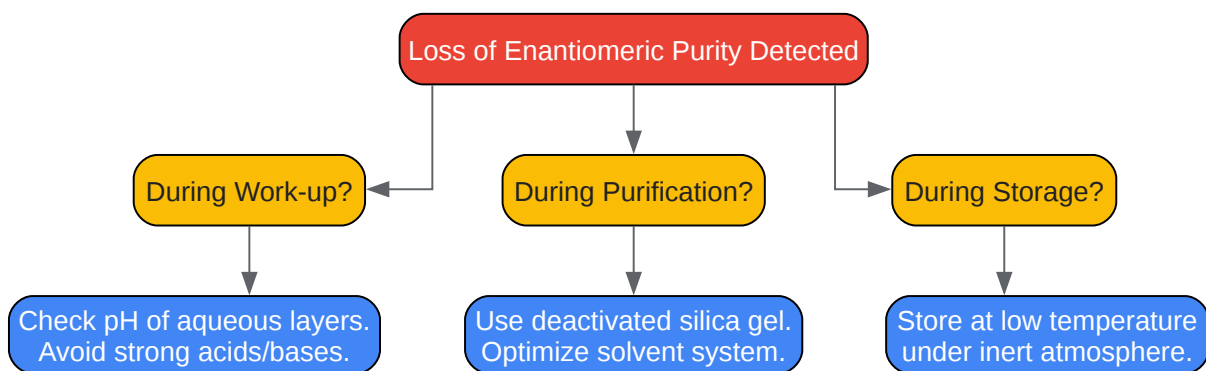 Loss of Enantiomeric Purity Detected
During Work-up?
During Purification?
During Storage?
Check pH of aqueous layers.
Avoid strong acids/bases.
Use deactivated silica gel.
Optimize solvent system.
Store at low temperature
under inert atmosphere.